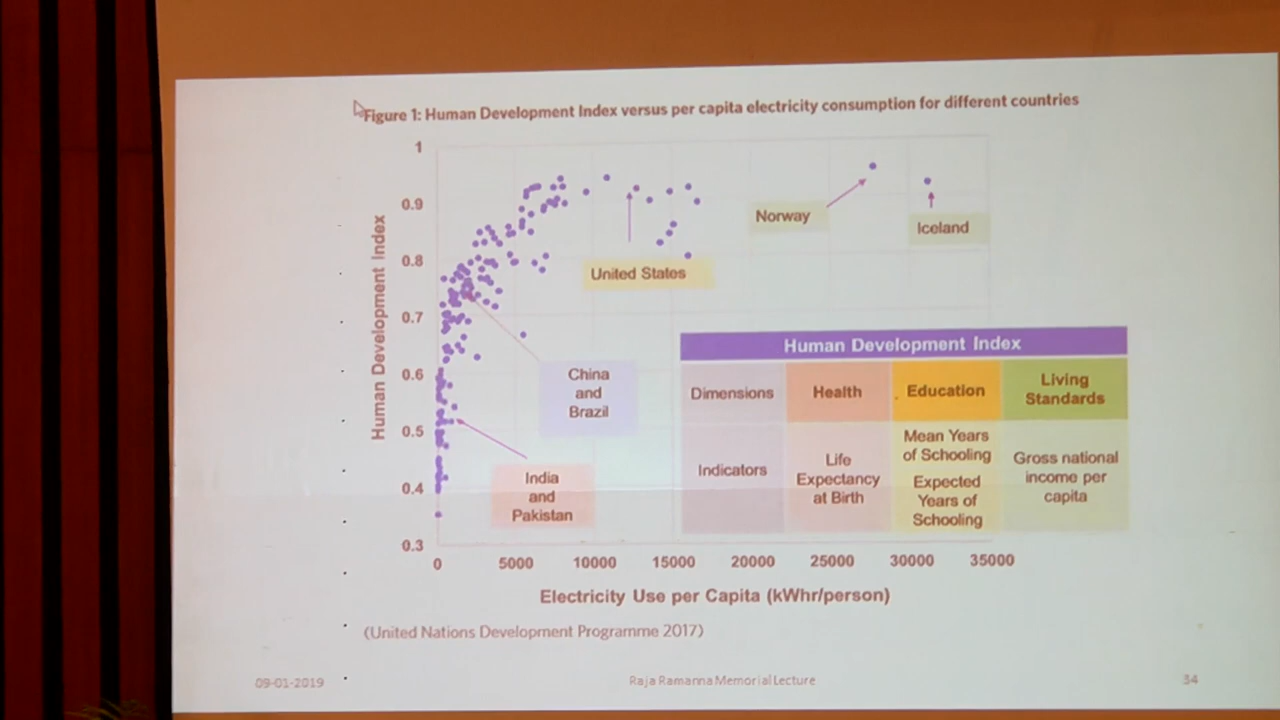 Figure 1: Human Development Index versus per capita electricity consumption for different countries
1
0.9
0.8
0.7
0.6
0.5
0.4
0.3
Human Development Index
0
5000
10000
15000
20000
25000
30000
35000
Electricity Use per Capita (kWhr/person)
Norway
Iceland
United States
China
and
Brazil
India
and
Pakistan
Human Development Index
Dimensions
Health
Education
Living
Standards
Indicators
Life
Expectancy
at Birth
Mean Years
of Schooling
Expected
Years of
Schooling
Gross national
income per
capita
(United Nations Development Programme 2017)
09-01-2019
Raja Ramanna Memorial Lecture
34